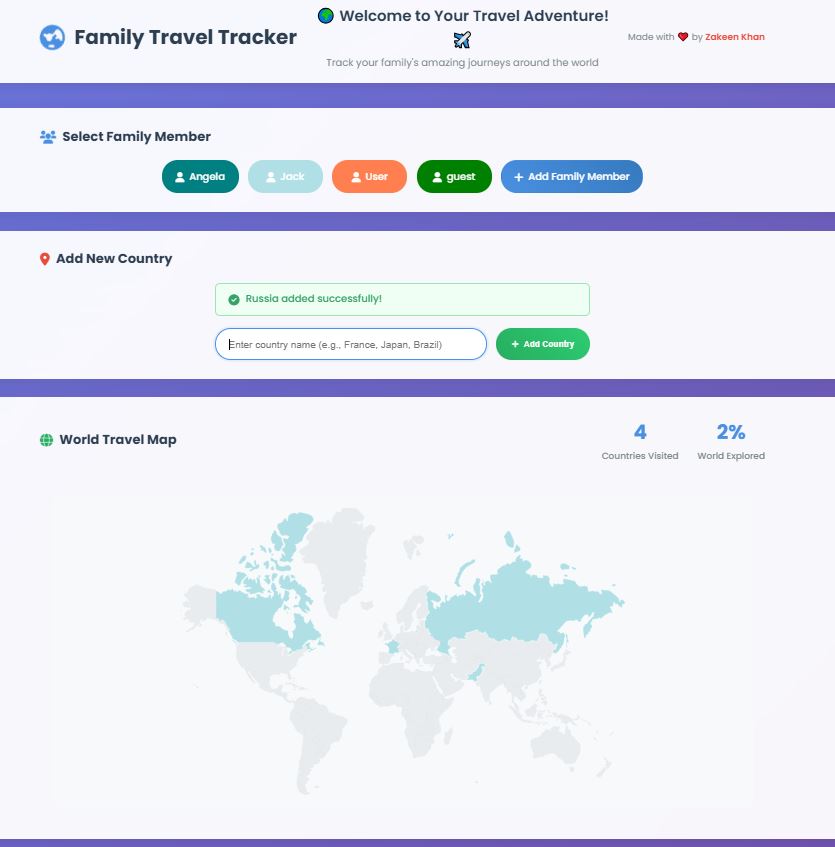 Family Travel Tracker
Welcome to Your Travel Adventure!
Track your family's amazing journeys around the world
Made with ❤ by Zakeen Khan
Select Family Member
Angela
Jack
User
guest
+ Add Family Member
Add New Country
Russia added successfully!
Enter country name (e.g., France, Japan, Brazil)
+ Add Country
World Travel Map
4
Countries Visited
2%
World Explored